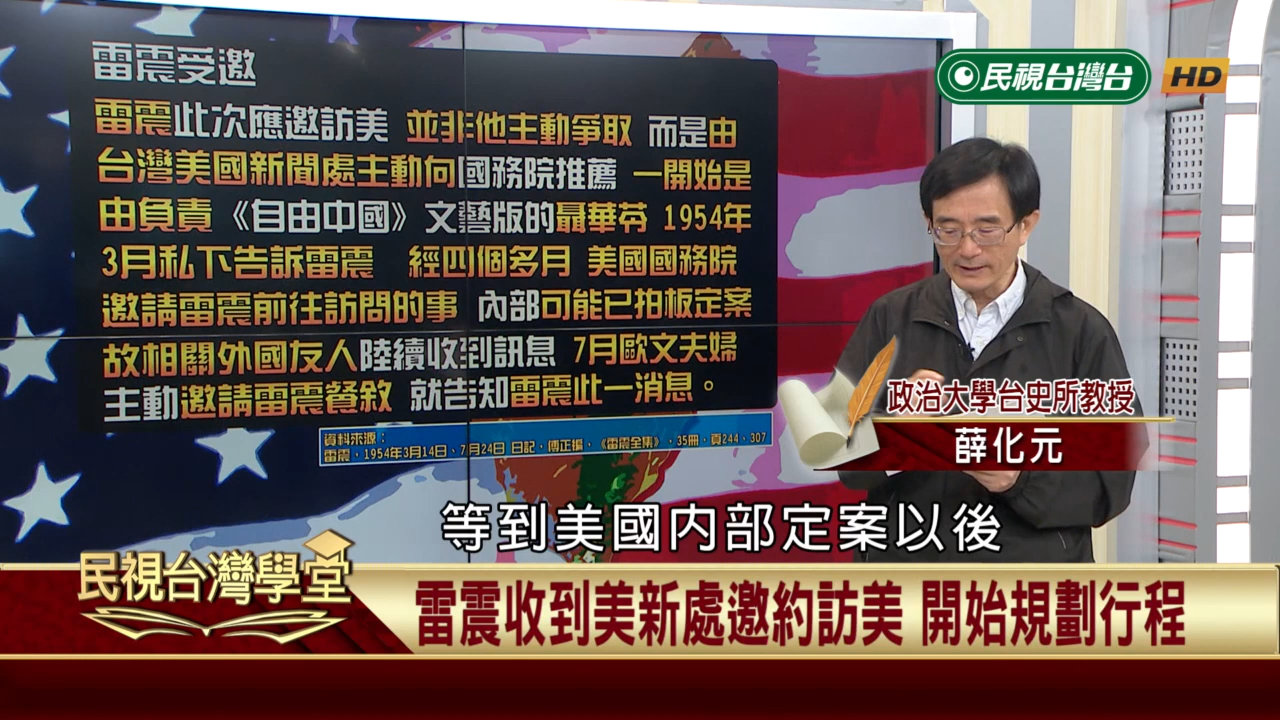 民視台灣台 HD
雷震受邀
雷震此次應邀訪美 並非他主動爭取 而是由
台灣美國新聞處主動向國務院推薦 一開始是
由負責《自由中國》文藝版的聶華苓 1954年
3月私下告訴雷震 經四個多月 美國國務院
邀請雷震前往訪問的事 內部可能已拍板定案
故相關外國友人陸續收到訊息 7月歐文夫婦
主動邀請雷震餐敘 就告知雷震此一消息。
資料來源：
雷震，1954年3月14日、7月24日 日記，傅正編，《雷震全集》，35冊，頁244、307
政治大學台史所教授
薛化元
等到美國內部定案以後
民視台灣學堂
雷震收到美新處邀約訪美 開始規劃行程